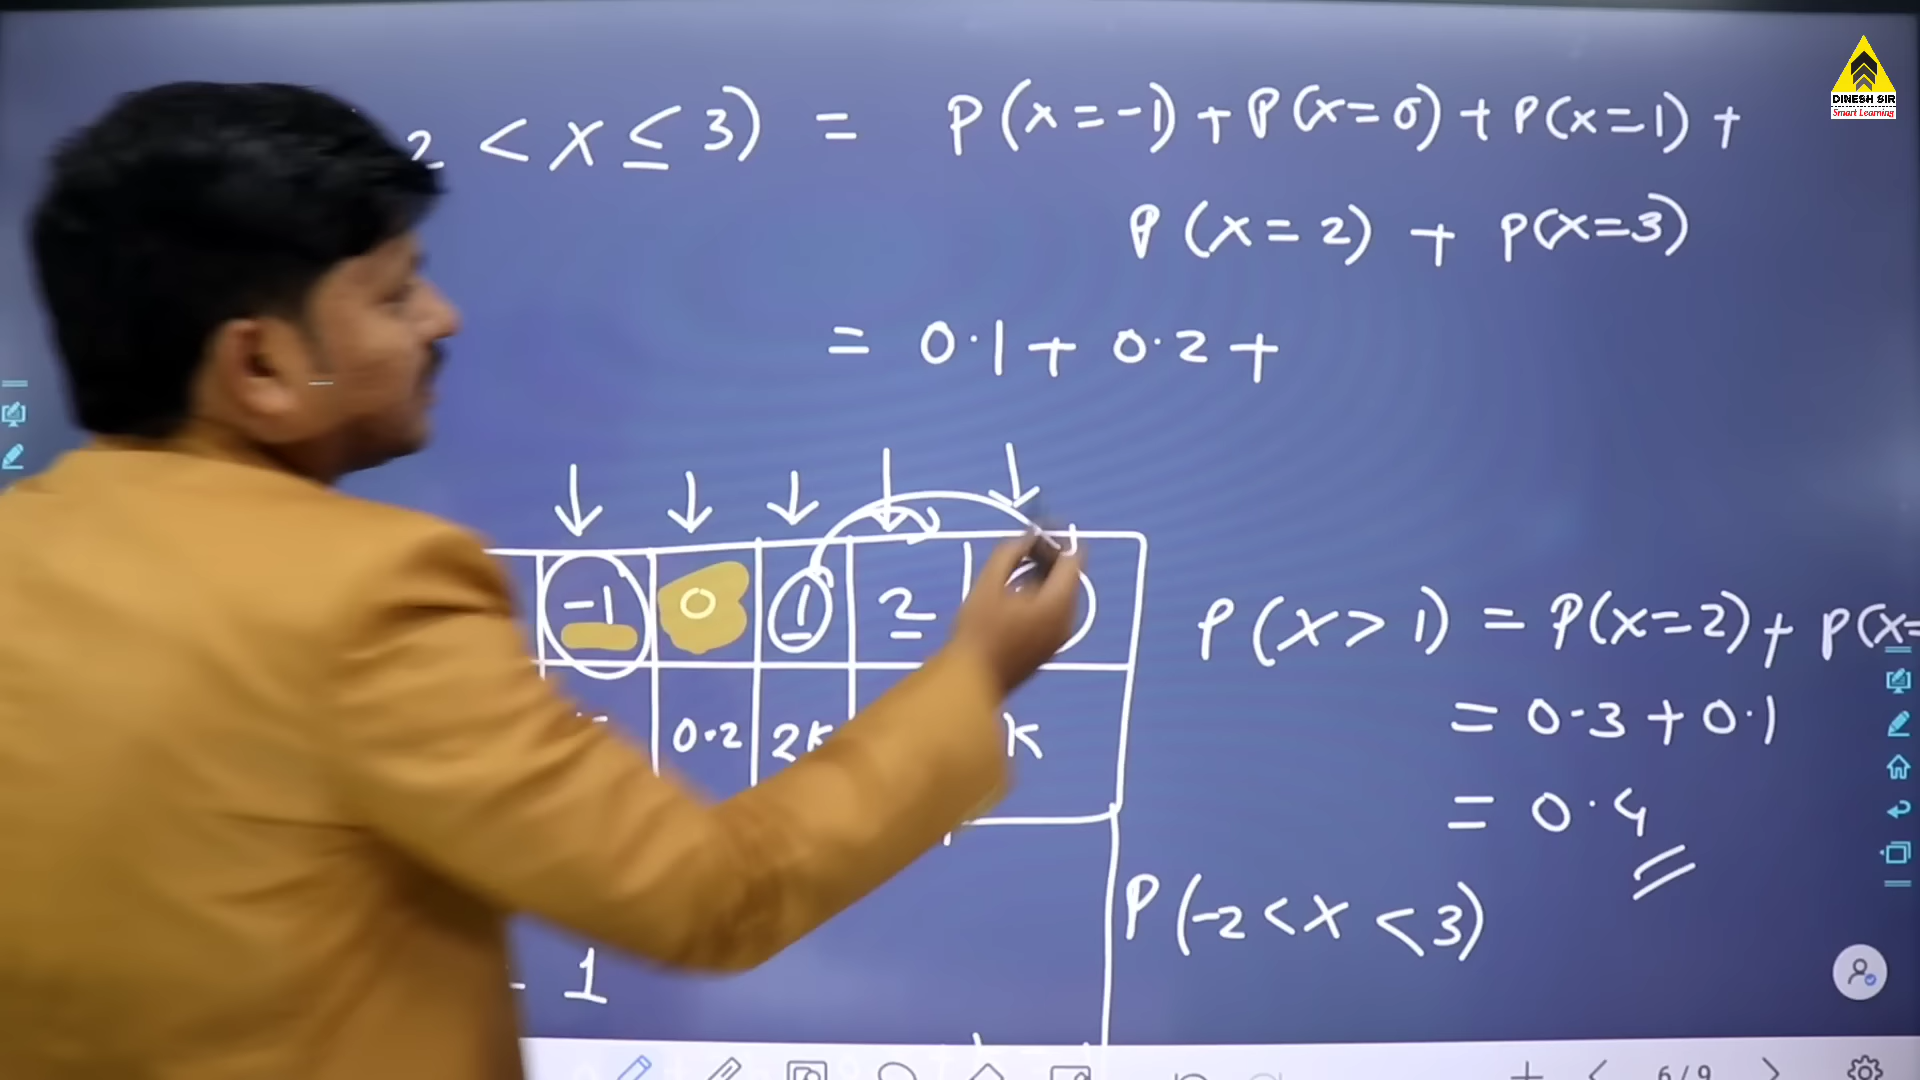 2 < x ≤ 3) = P(x=-1) + P(x=0) + P(x=1) +
P(x=2) + P(x=3)
= 0.1 + 0.2 +
-1 0 1 2
0.2 2K K
P(x>1) = P(x=2) + P(x=
= 0.3 + 0.1
= 0.4
P(-2<x<3)
1
6/9
DINESH SIR
Smart Learning